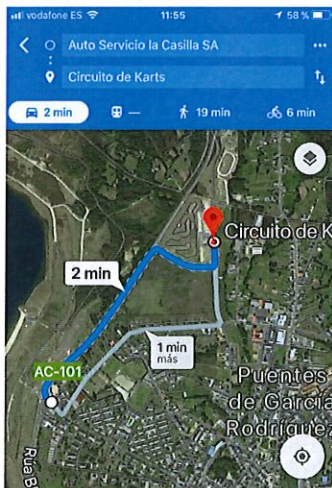 vodafone ES 11:55 58 %
Auto Servicio la Casilla SA
Circuito de Karts
2 min — 19 min 6 min
Circuito de K
2 min
1 min
más
AC-101
Puentes
de García
Rodríguez
Rua B